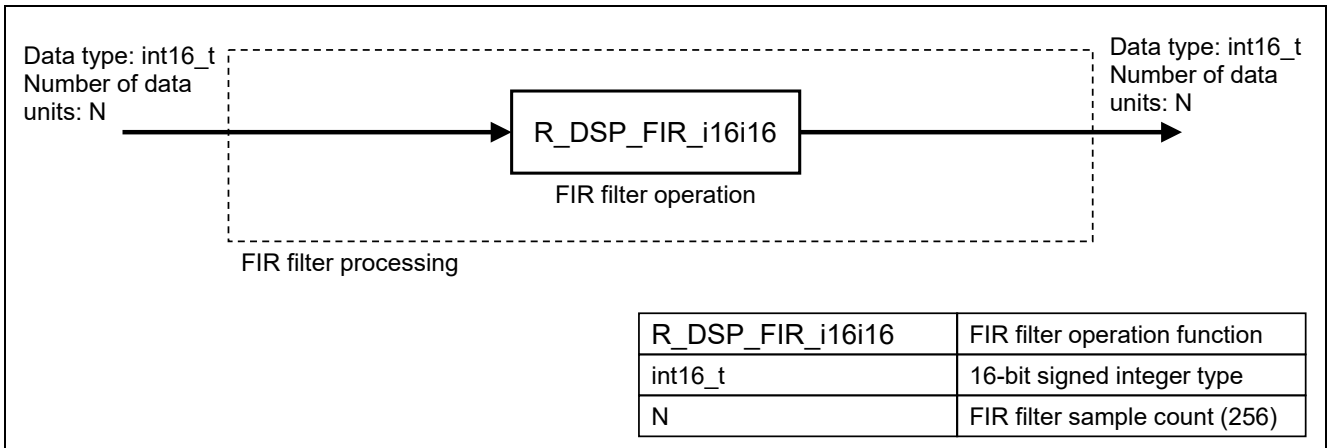 Data type: int16_t
Number of data
units: N
Data type: int16_t
Number of data
units: N
R_DSP_FIR_i16i16
FIR filter operation
FIR filter processing
R_DSP_FIR_i16i16 FIR filter operation function
int16_t 16-bit signed integer type
N FIR filter sample count (256)